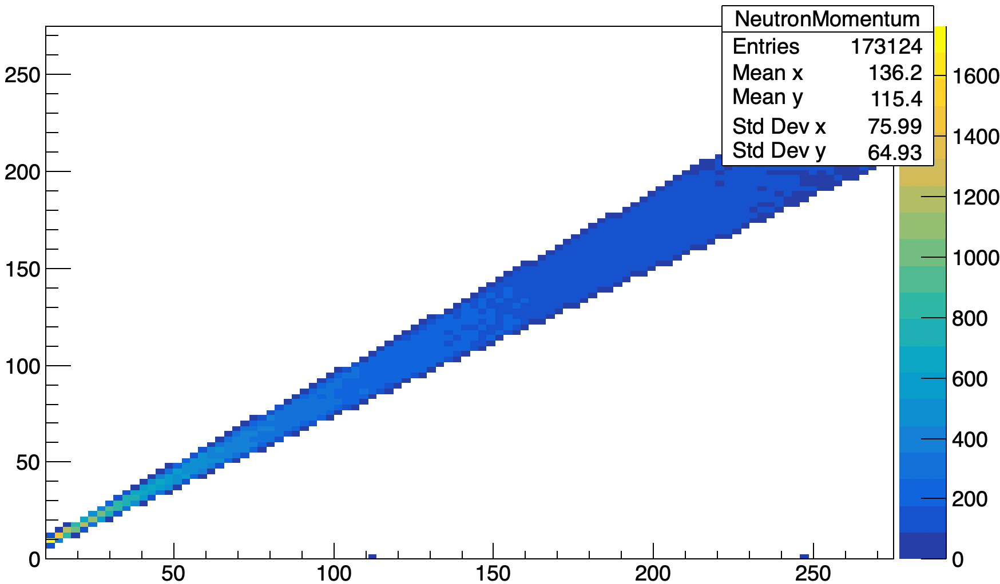 NeutronMomentum
Entries 173124
Mean x 136.2
Mean y 115.4
Std Dev x 75.99
Std Dev y 64.93
250
200
150
100
50
0
50 100 150 200 250
1600
1400
1200
1000
800
600
400
200
0